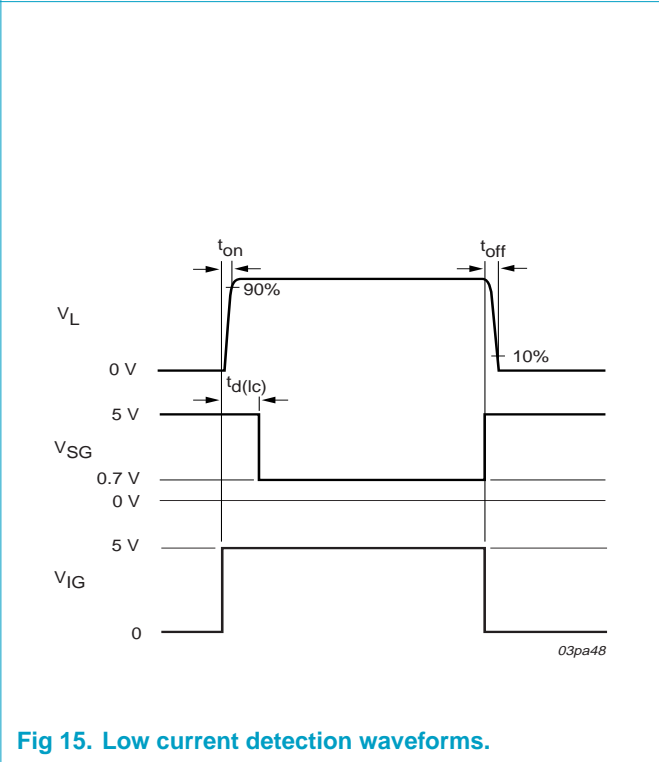 ton
toff
90%
VL
10%
0 V
td(lc)
5 V
VSG
0.7 V
0 V
5 V
VIG
0
03pa48
Fig 15. Low current detection waveforms.